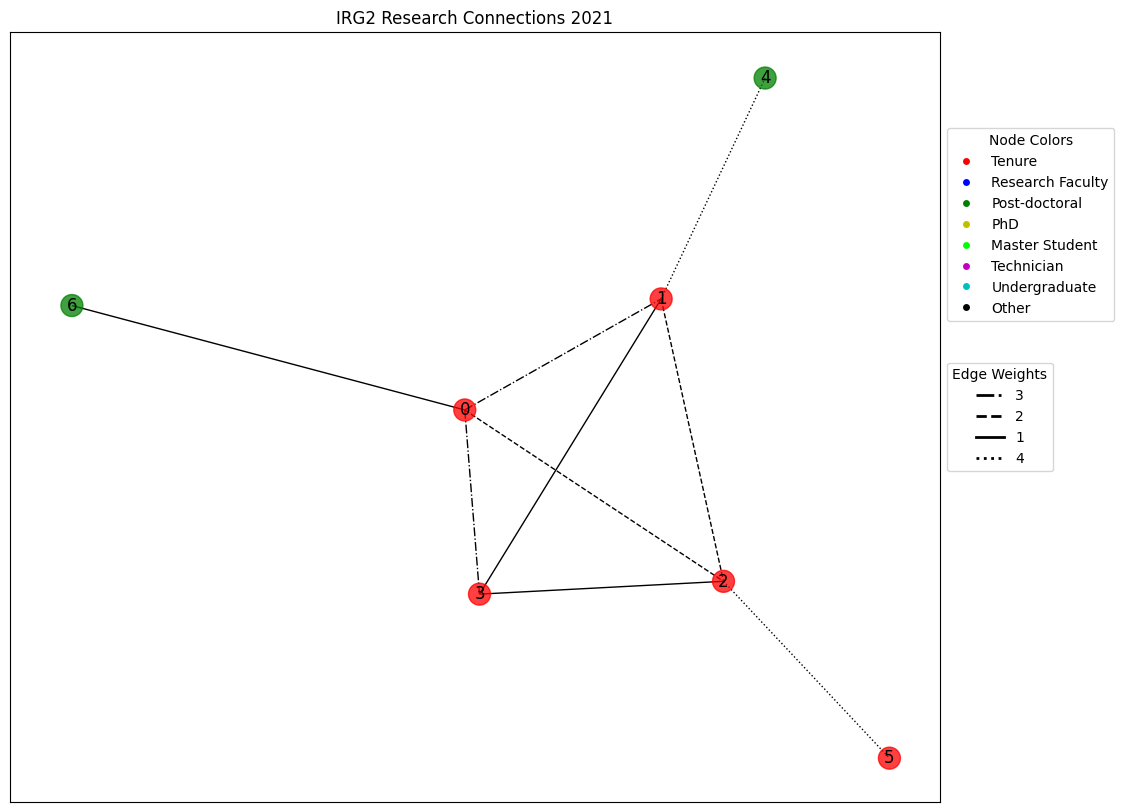 IRG2 Research Connections 2021
4
6
1
0
3
2
5
Node Colors
Tenure
Research Faculty
Post-doctoral
PhD
Master Student
Technician
Undergraduate
Other
Edge Weights
3
2
1
4